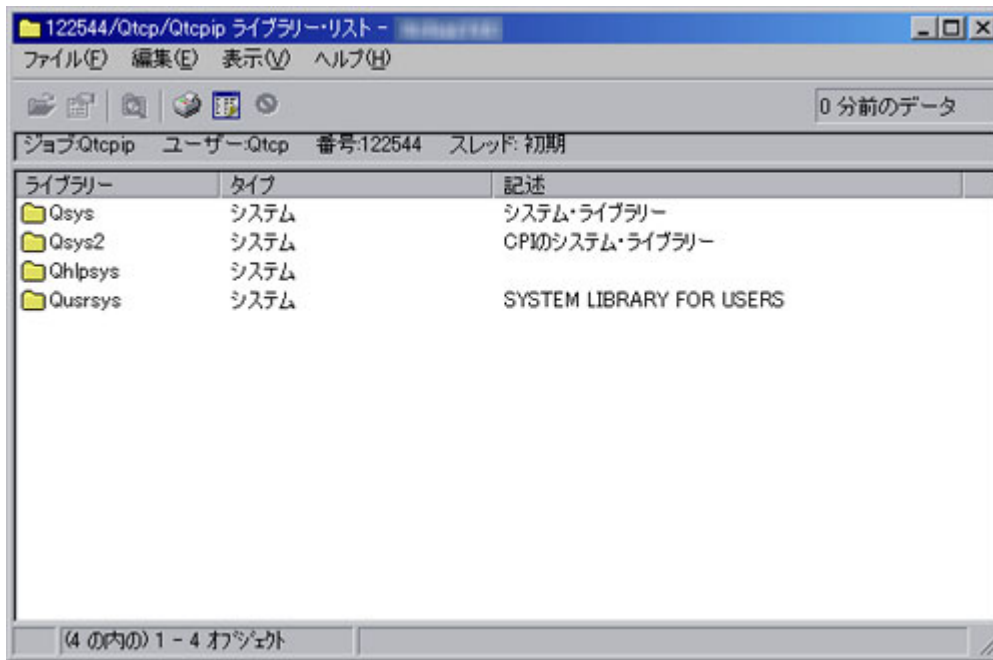 122544/Qtcp/Qtcpip ライブラリー・リスト -
ファイル(F) 編集(E) 表示(V) ヘルプ(H)
0 分前のデータ
ジョブ:Qtcpip ユーザー:Qtcp 番号:122544 スレッド: 初期
ライブラリー タイプ 記述
Qsys システム システム・ライブラリー
Qsys2 システム CPIのシステム・ライブラリー
Qhlpsys システム
Qusrsys システム SYSTEM LIBRARY FOR USERS
(4 の内の) 1 - 4 オブジェクト